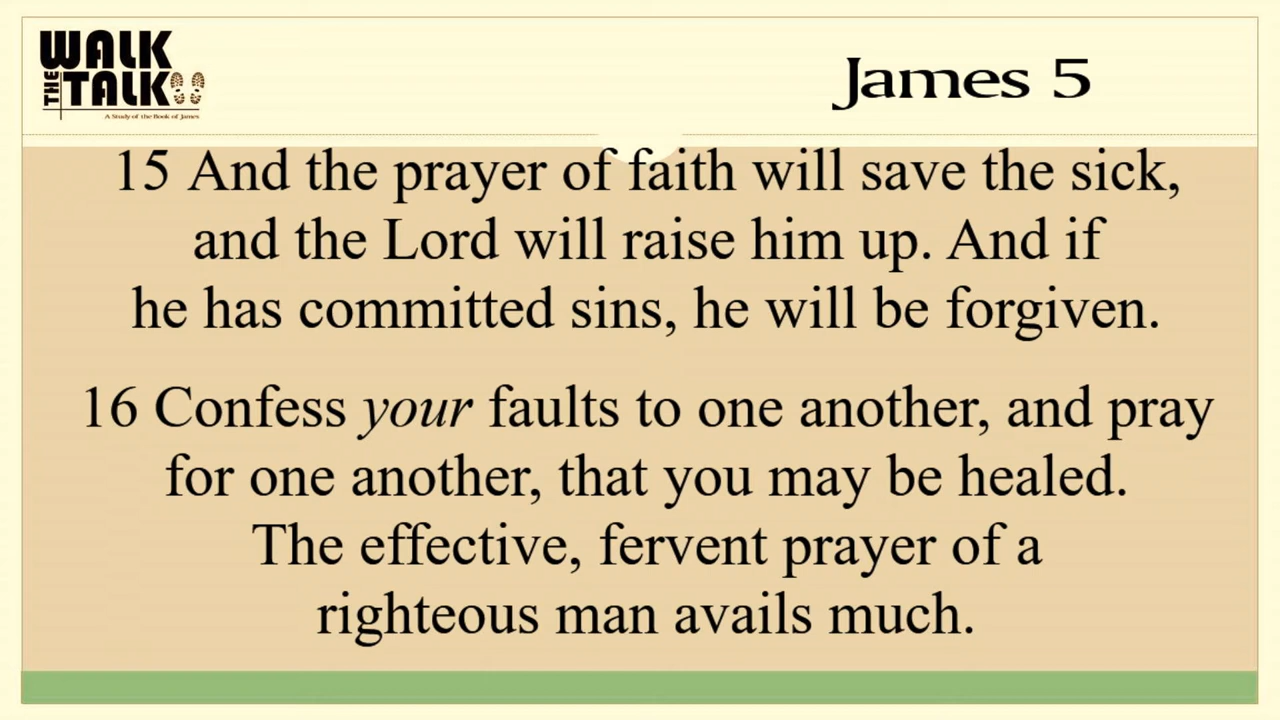 WALK
THE TALK
A Study of the Book of James
James 5
15 And the prayer of faith will save the sick,
and the Lord will raise him up. And if
he has committed sins, he will be forgiven.
16 Confess your faults to one another, and pray
for one another, that you may be healed.
The effective, fervent prayer of a
righteous man avails much.